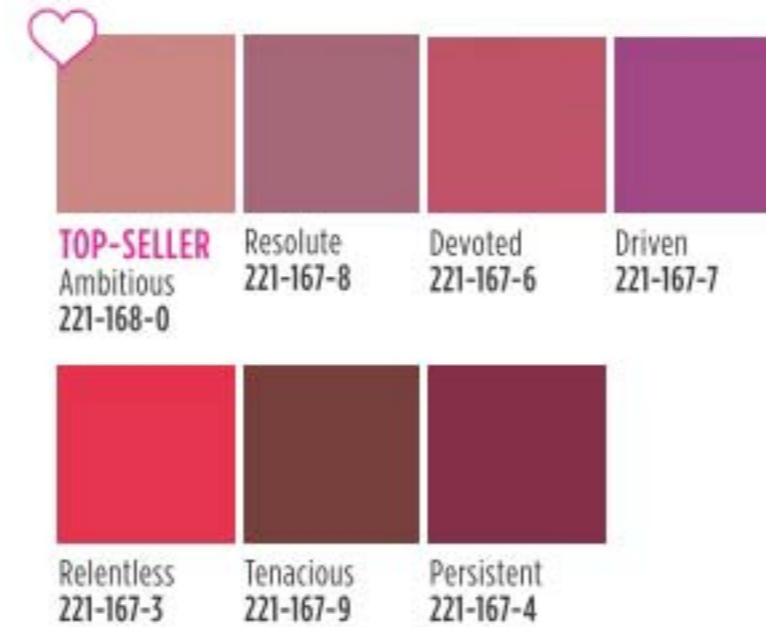 TOP-SELLER
Ambitious
221-168-0
Resolute
221-167-8
Devoted
221-167-6
Driven
221-167-7
Relentless
221-167-3
Tenacious
221-167-9
Persistent
221-167-4